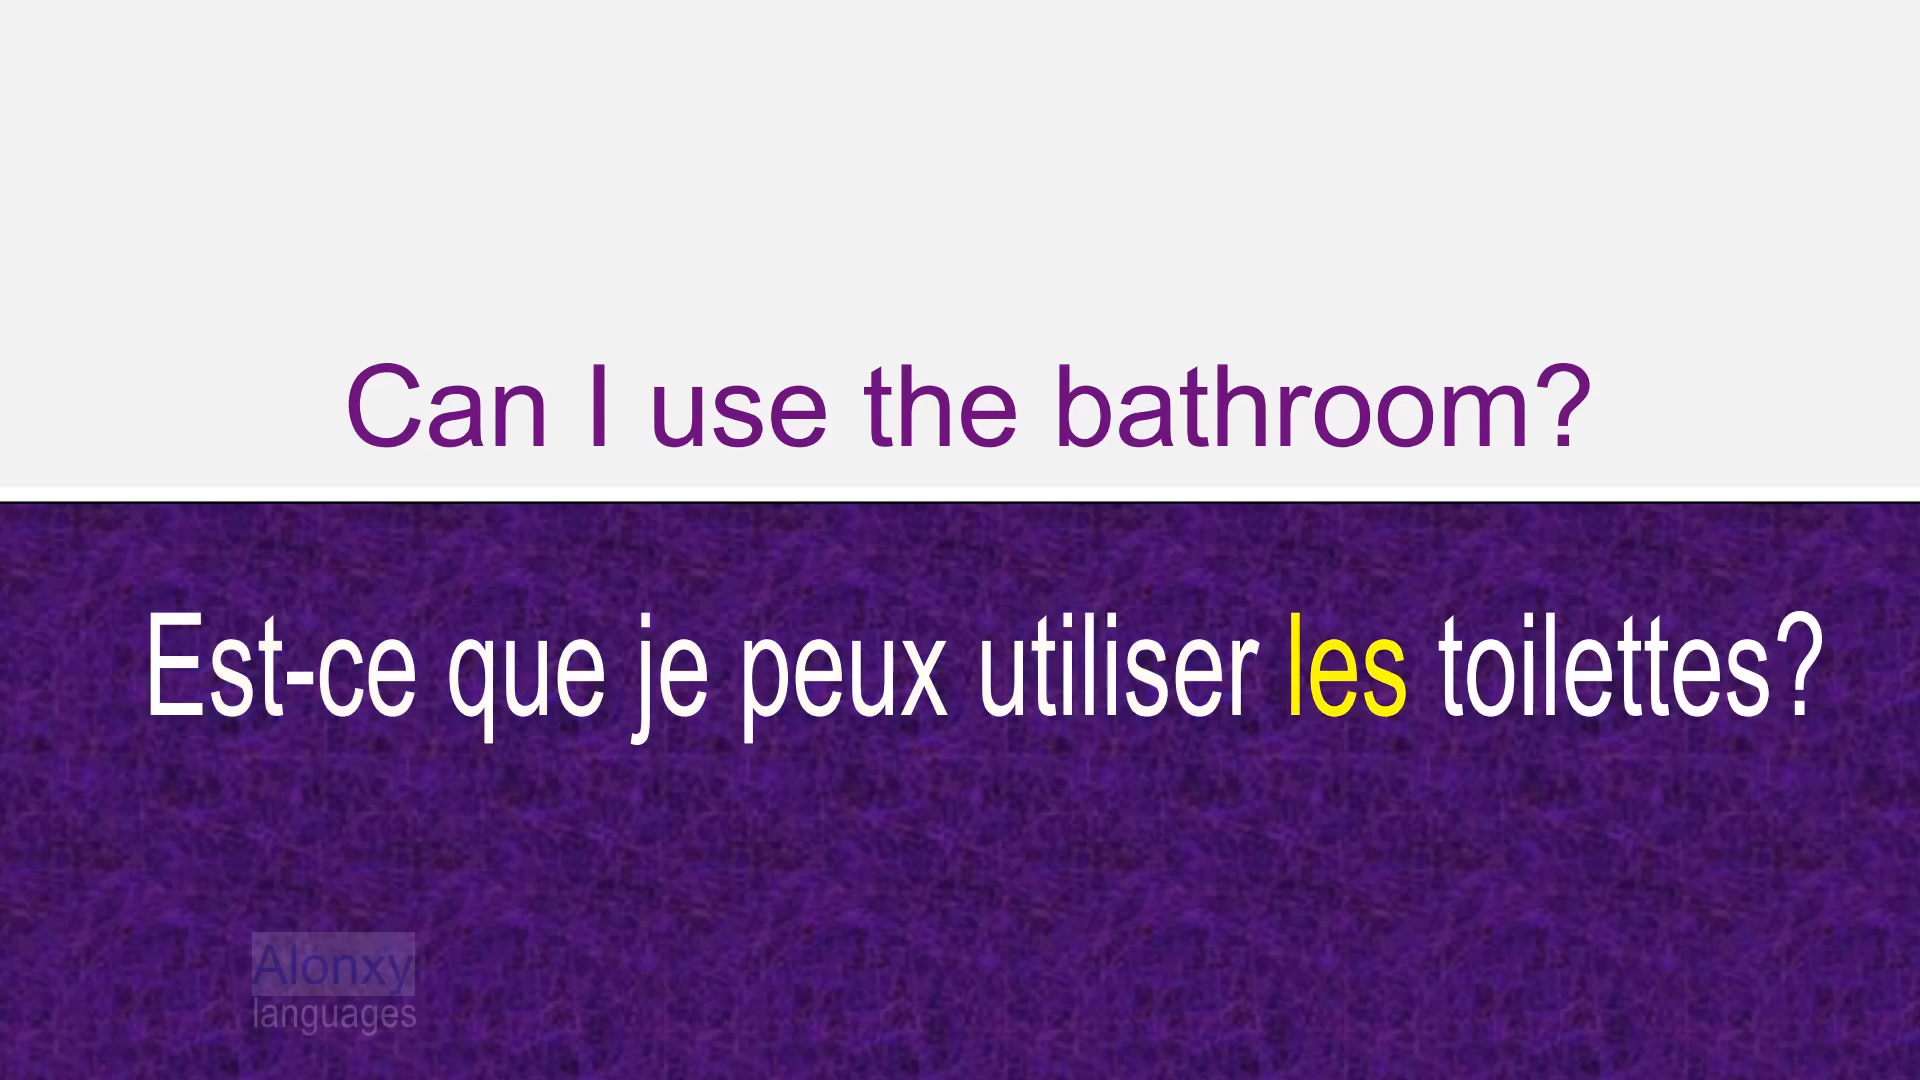 Can I use the bathroom?
Est-ce que je peux utiliser les toilettes?
Alonxy
languages